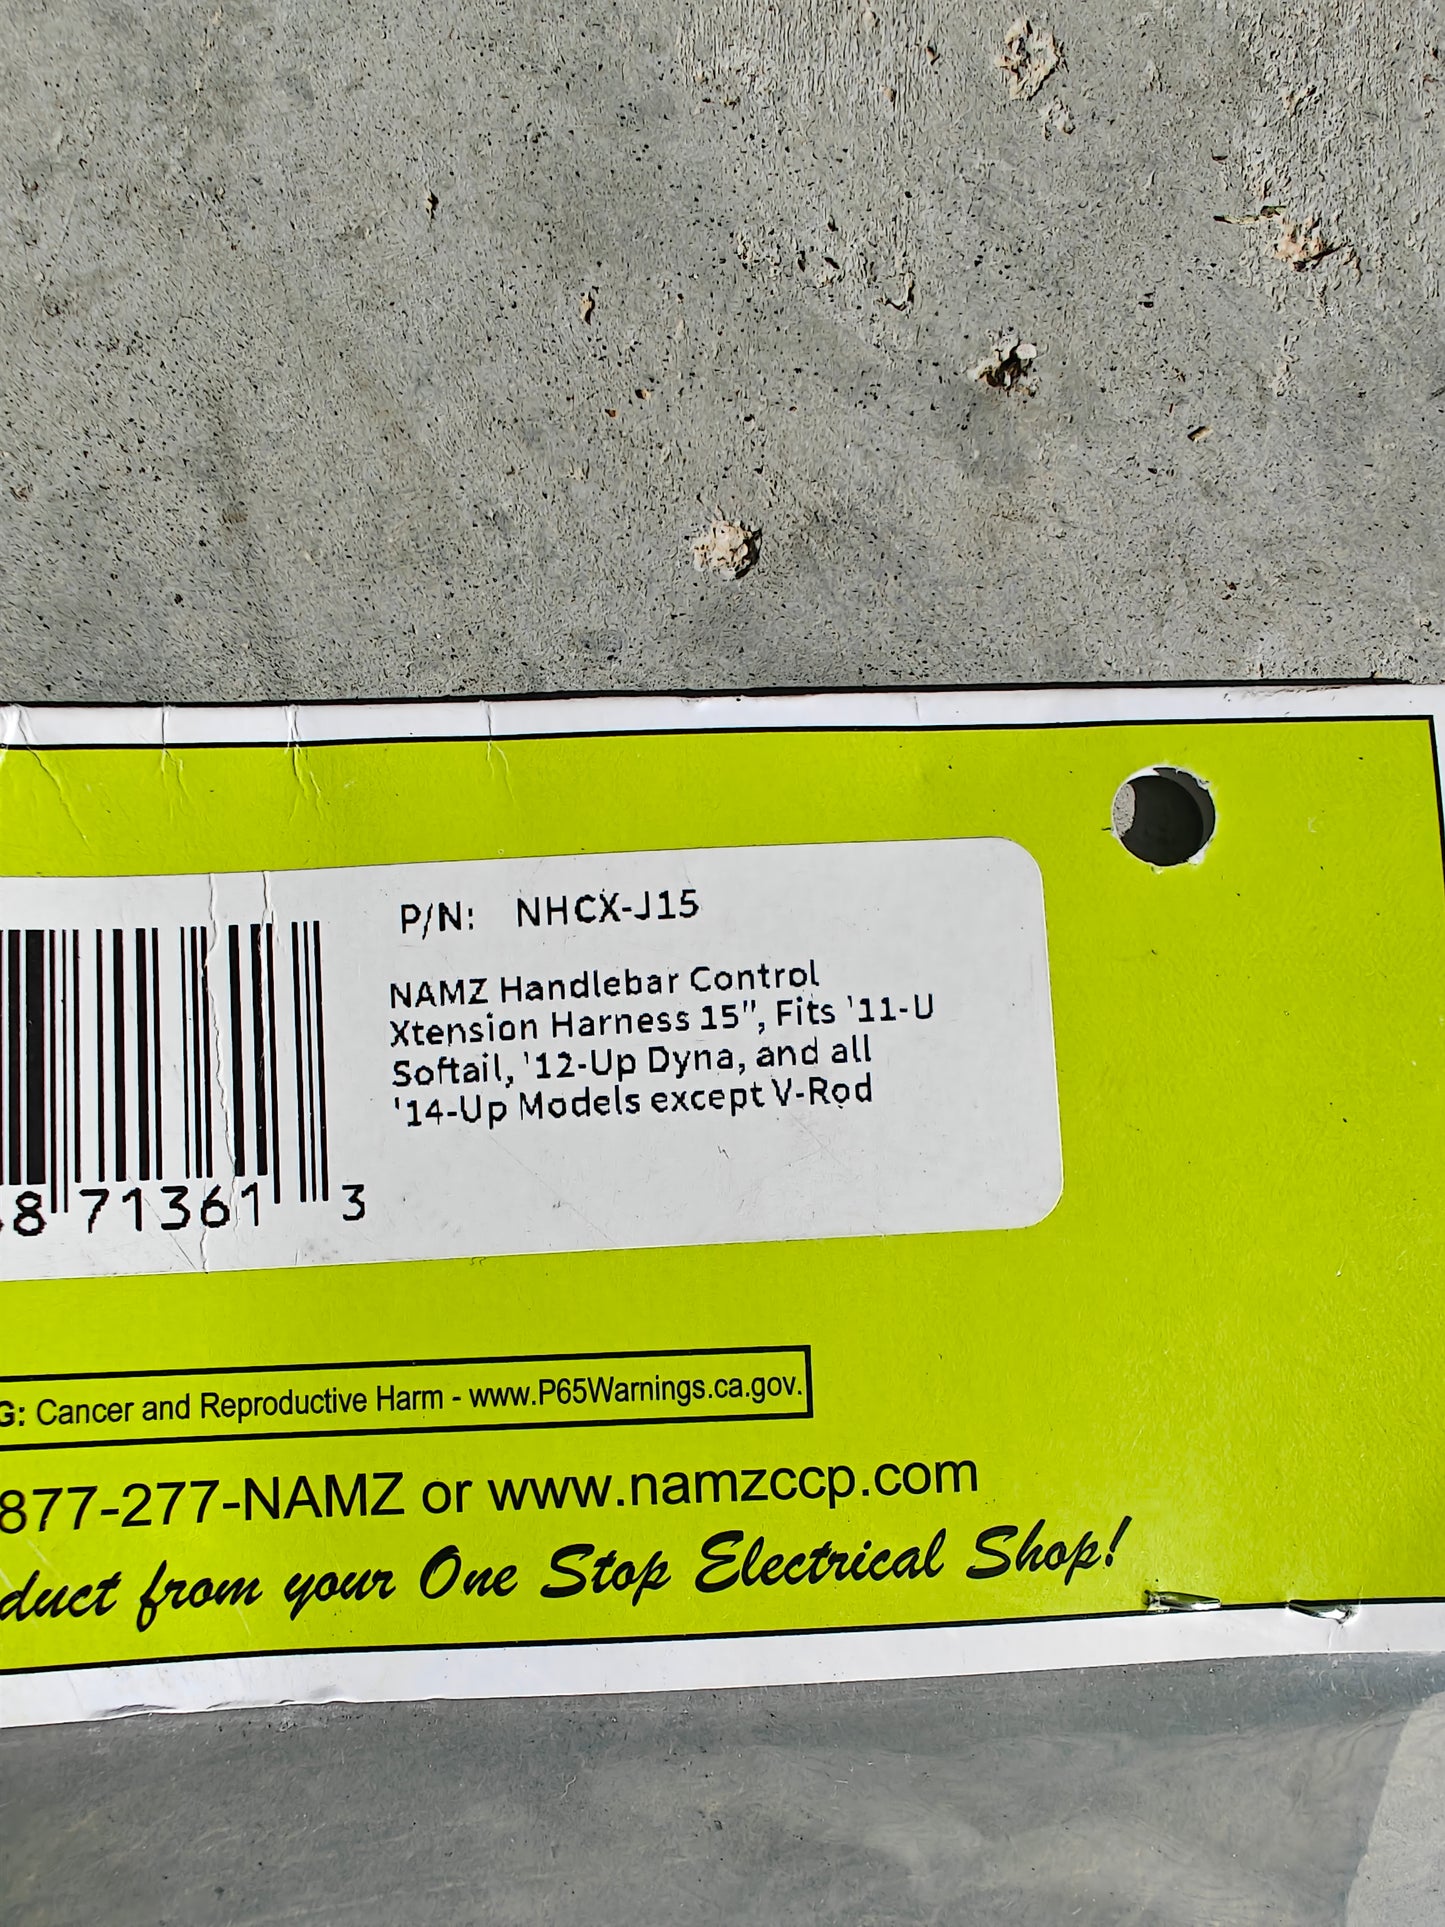 P/N: NHCX-J15
NAMZ Handlebar Control
Xtension Harness 15", Fits '11-U
Softail, '12-Up Dyna, and all
'14-Up Models except V-Rod
8 71361 3
G: Cancer and Reproductive Harm - www.P65Warnings.ca.gov.
877-277-NAMZ or www.namzccp.com
duct from your One Stop Electrical Shop!